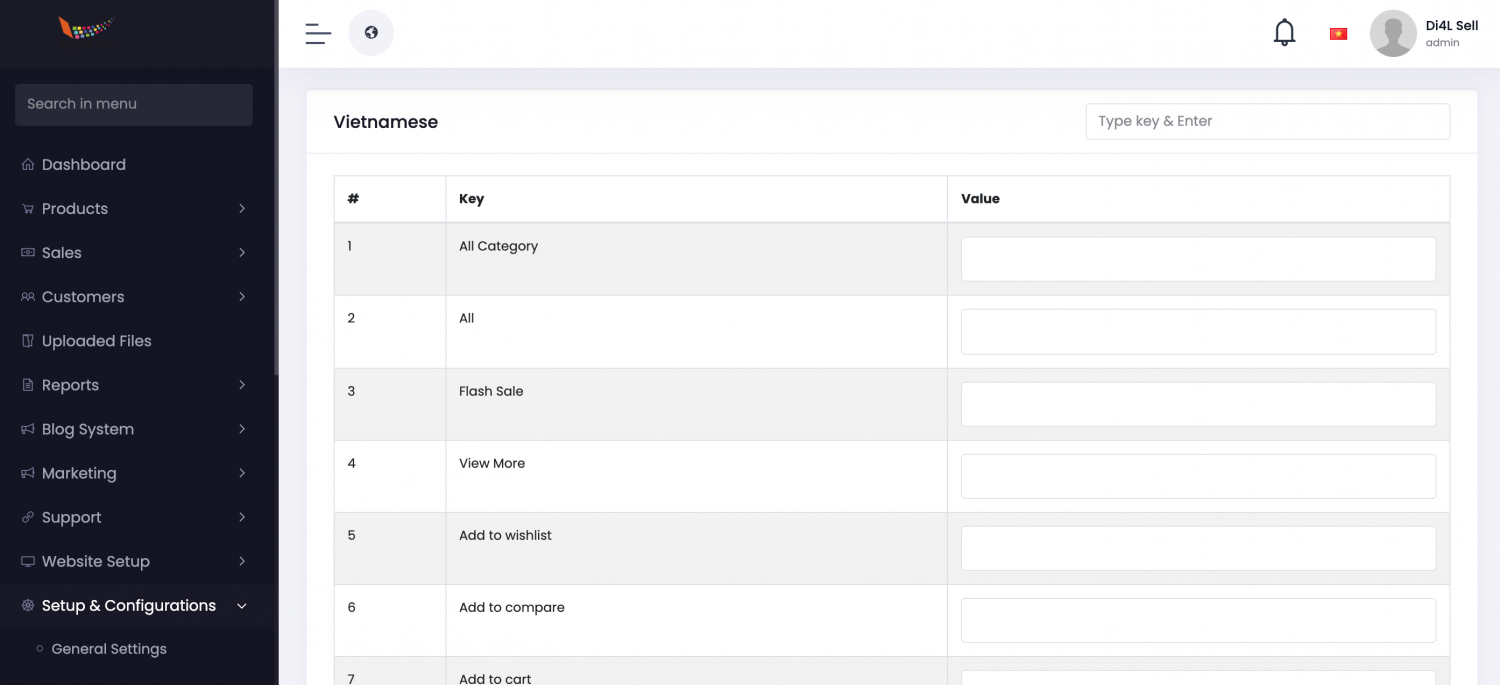 Di4L Sell
admin
Search in menu
Dashboard
Products
Sales
Customers
Uploaded Files
Reports
Blog System
Marketing
Support
Website Setup
Setup & Configurations
General Settings
Vietnamese
Type key & Enter
# Key Value
1 All Category
2 All
3 Flash Sale
4 View More
5 Add to wishlist
6 Add to compare
7 Add to cart